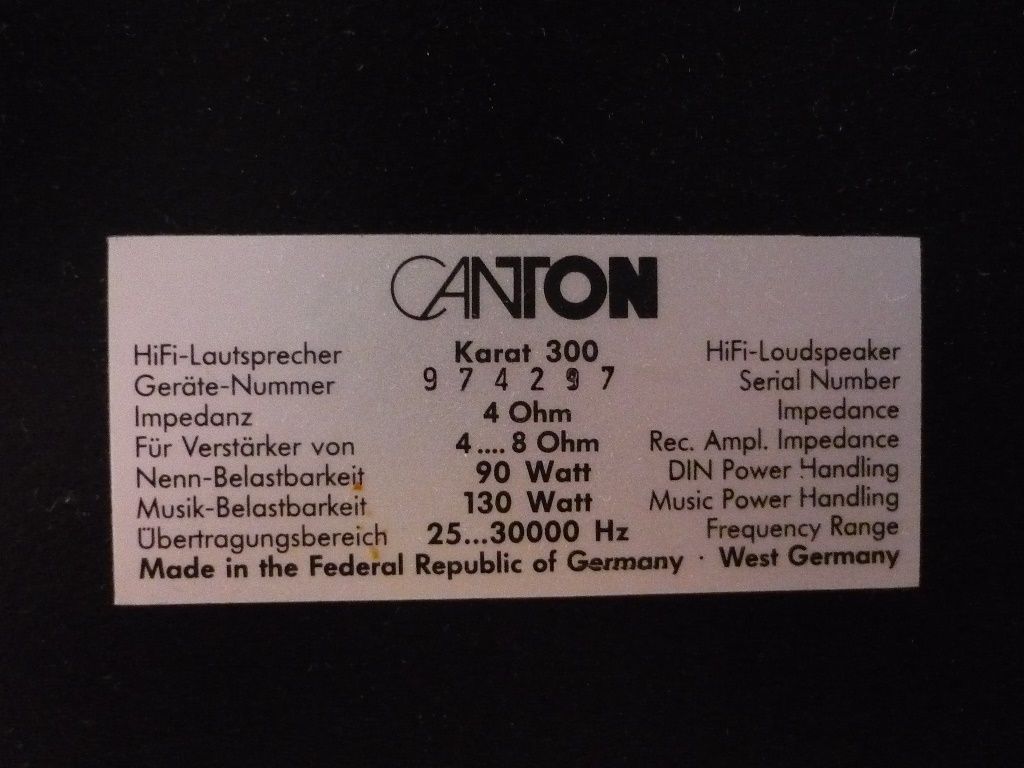 CANTON
HiFi-Lautsprecher Karat 300 HiFi-Loudspeaker
Geräte-Nummer 974297 Serial Number
Impedanz 4 Ohm Impedance
Für Verstärker von 4....8 Ohm Rec. Ampl. Impedance
Nenn-Belastbarkeit 90 Watt DIN Power Handling
Musik-Belastbarkeit 130 Watt Music Power Handling
Übertragungsbereich 25...30000 Hz Frequency Range
Made in the Federal Republic of Germany · West Germany